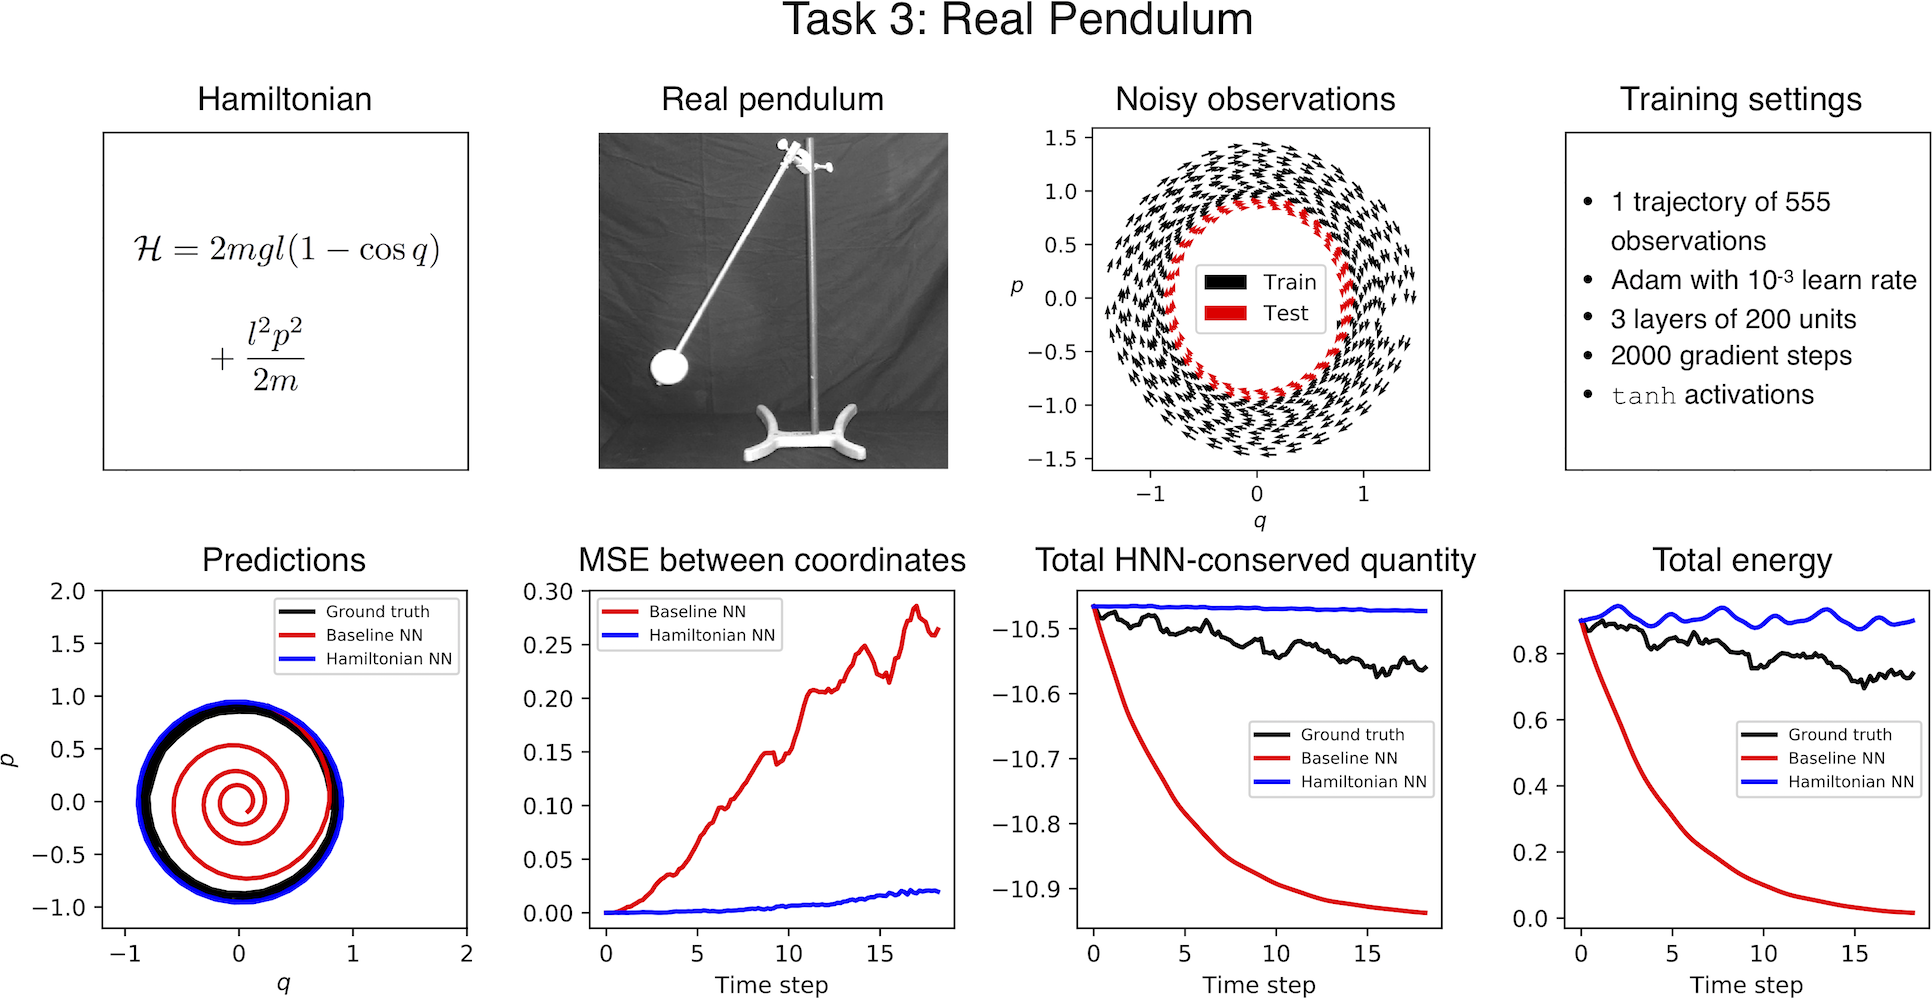 Task 3: Real Pendulum
Hamiltonian
ℋ = 2mgl(1 − cos q)
+ l²p²
2m
Real pendulum
Noisy observations
1.5
1.0
0.5
0.0
−0.5
−1.0
−1.5
p
Train
Test
−1 0 1
q
Training settings
• 1 trajectory of 555
observations
• Adam with 10⁻³ learn rate
• 3 layers of 200 units
• 2000 gradient steps
• tanh activations
Predictions
2.0
1.5
1.0
0.5
0.0
−0.5
−1.0
p
Ground truth
Baseline NN
Hamiltonian NN
−1 0 1 2
q
MSE between coordinates
0.30
0.25
0.20
0.15
0.10
0.05
0.00
Baseline NN
Hamiltonian NN
0 5 10 15
Time step
Total HNN-conserved quantity
−10.5
−10.6
−10.7
−10.8
−10.9
Ground truth
Baseline NN
Hamiltonian NN
0 5 10 15
Time step
Total energy
0.8
0.6
0.4
0.2
0.0
Ground truth
Baseline NN
Hamiltonian NN
0 5 10 15
Time step